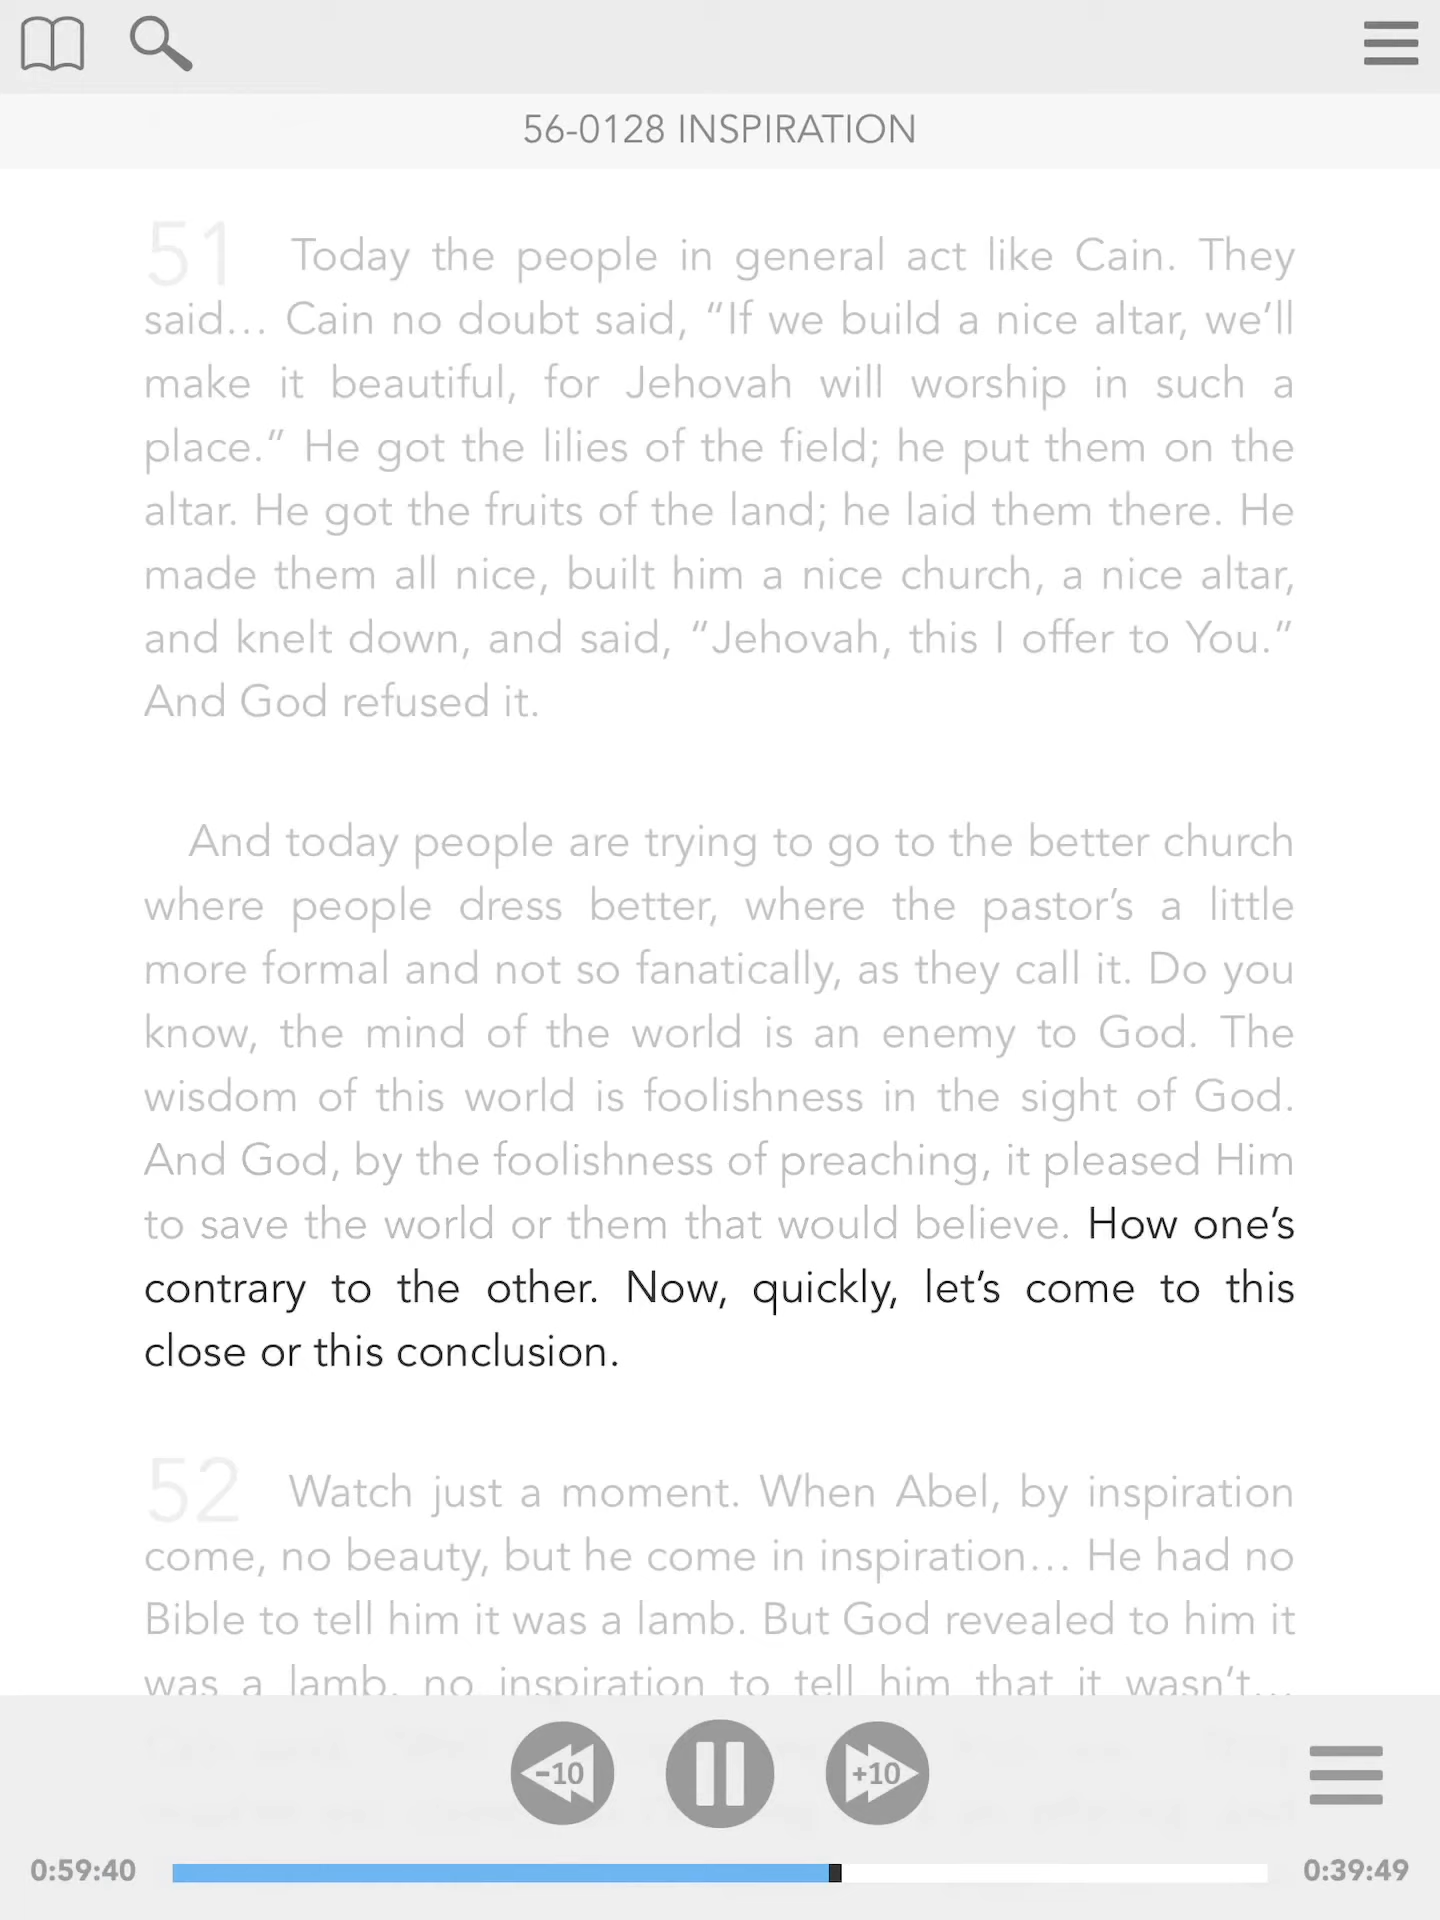 56-0128 INSPIRATION
51 Today the people in general act like Cain. They
said… Cain no doubt said, “If we build a nice altar, we’ll
make it beautiful, for Jehovah will worship in such a
place.” He got the lilies of the field; he put them on the
altar. He got the fruits of the land; he laid them there. He
made them all nice, built him a nice church, a nice altar,
and knelt down, and said, “Jehovah, this I offer to You.”
And God refused it.
And today people are trying to go to the better church
where people dress better, where the pastor’s a little
more formal and not so fanatically, as they call it. Do you
know, the mind of the world is an enemy to God. The
wisdom of this world is foolishness in the sight of God.
And God, by the foolishness of preaching, it pleased Him
to save the world or them that would believe. How one’s
contrary to the other. Now, quickly, let’s come to this
close or this conclusion.
52 Watch just a moment. When Abel, by inspiration
come, no beauty, but he come in inspiration… He had no
Bible to tell him it was a lamb. But God revealed to him it
was a lamb, no inspiration to tell him that it wasn’t…
-10 +10
0:59:40 0:39:49